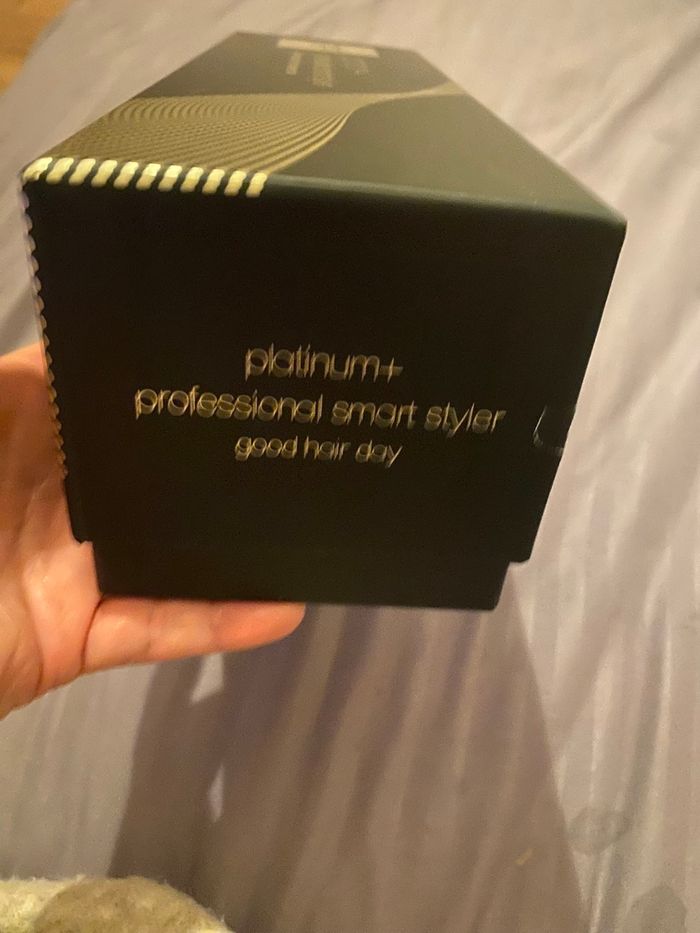 platinum+
professional smart styler
good hair day